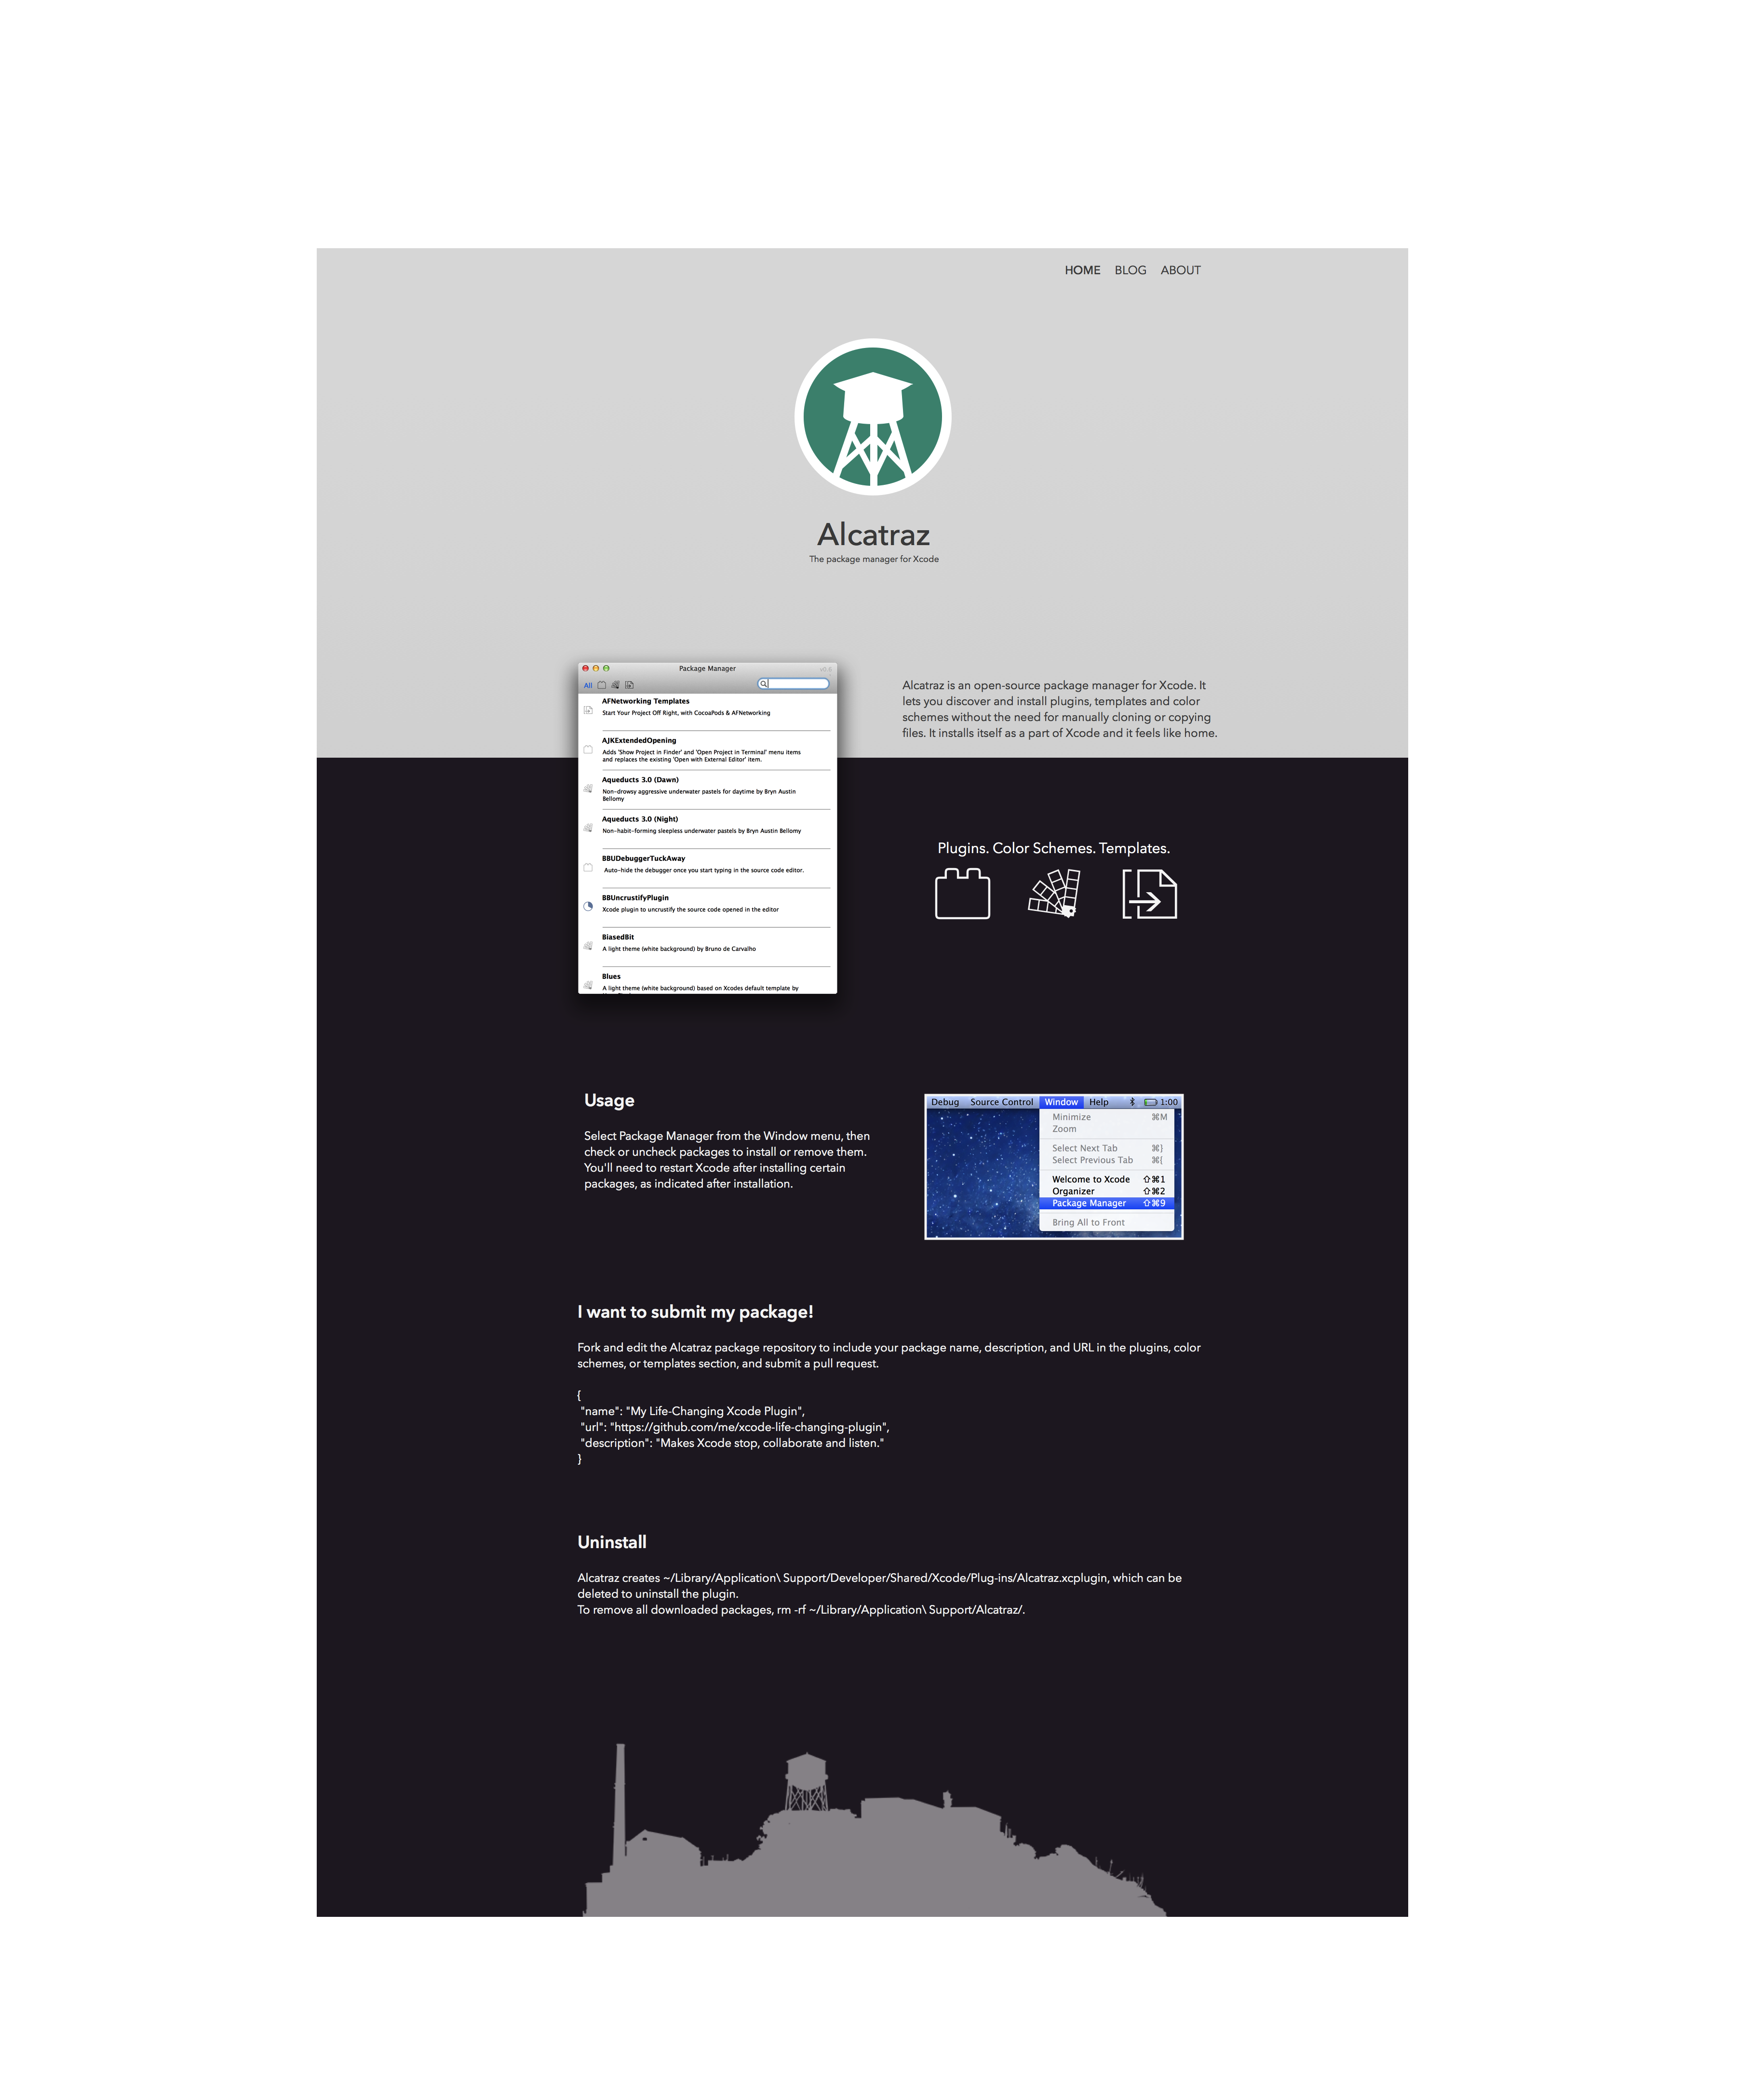 HOME BLOG ABOUT
Alcatraz
The package manager for Xcode
Package Manager
All
AFNetworking Templates
Start Your Project Off Right, with CocoaPods & AFNetworking
AJKExtendedOpening
Adds 'Show Project in Finder' and 'Open Project in Terminal' menu items
and replaces the existing 'Open with External Editor' item.
Aqueducts 3.0 (Dawn)
Non-drowsy aggressive underwater pastels for daytime by Bryn Austin
Bellomy
Aqueducts 3.0 (Night)
Non-habit-forming sleepless underwater pastels by Bryn Austin Bellomy
BBUDebuggerTuckAway
Auto-hide the debugger once you start typing in the source code editor.
BBUncrustifyPlugin
Xcode plugin to uncrustify the source code opened in the editor
BiasedBit
A light theme (white background) by Bruno de Carvalho
Blues
A light theme (white background) based on Xcodes default template by
Alcatraz is an open-source package manager for Xcode. It
lets you discover and install plugins, templates and color
schemes without the need for manually cloning or copying
files. It installs itself as a part of Xcode and it feels like home.
Plugins. Color Schemes. Templates.
Usage
Select Package Manager from the Window menu, then
check or uncheck packages to install or remove them.
You'll need to restart Xcode after installing certain
packages, as indicated after installation.
Debug Source Control Window Help 1:00
Minimize ⌘M
Zoom
Select Next Tab ⌘}
Select Previous Tab ⌘{
Welcome to Xcode ⇧⌘1
Organizer ⇧⌘2
Package Manager ⇧⌘9
Bring All to Front
I want to submit my package!
Fork and edit the Alcatraz package repository to include your package name, description, and URL in the plugins, color
schemes, or templates section, and submit a pull request.
{
"name": "My Life-Changing Xcode Plugin",
"url": "https://github.com/me/xcode-life-changing-plugin",
"description": "Makes Xcode stop, collaborate and listen."
}
Uninstall
Alcatraz creates ~/Library/Application\ Support/Developer/Shared/Xcode/Plug-ins/Alcatraz.xcplugin, which can be
deleted to uninstall the plugin.
To remove all downloaded packages, rm -rf ~/Library/Application\ Support/Alcatraz/.